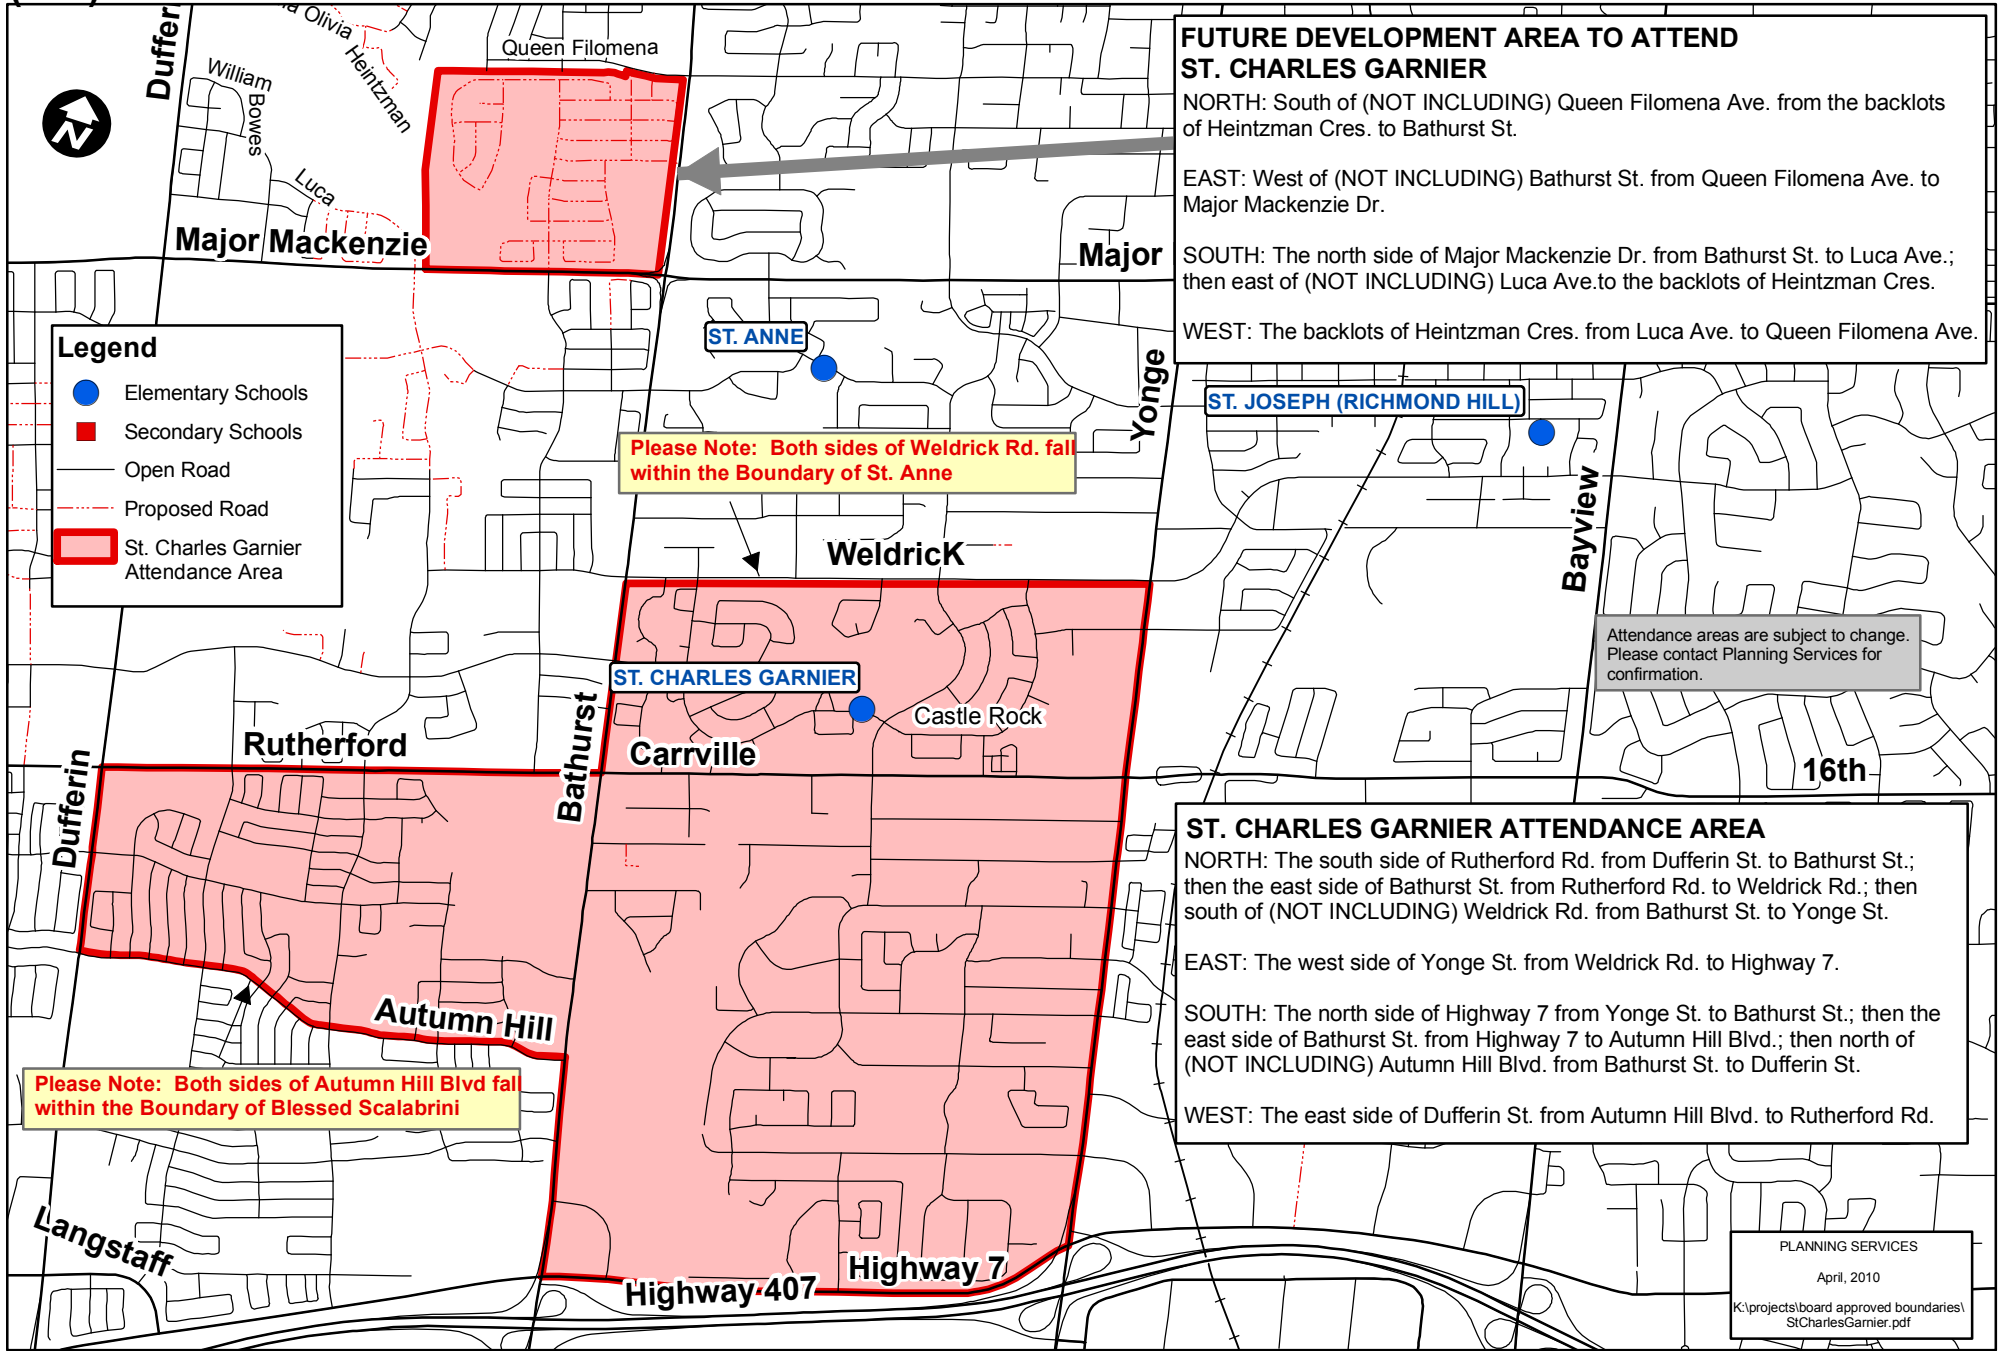 Dufferi
Olivia
Heintzman
Queen Filomena
William
Bowes
Luca
N
Major Mackenzie
Major
FUTURE DEVELOPMENT AREA TO ATTEND
ST. CHARLES GARNIER
NORTH: South of (NOT INCLUDING) Queen Filomena Ave. from the backlots
of Heintzman Cres. to Bathurst St.
EAST: West of (NOT INCLUDING) Bathurst St. from Queen Filomena Ave. to
Major Mackenzie Dr.
SOUTH: The north side of Major Mackenzie Dr. from Bathurst St. to Luca Ave.;
then east of (NOT INCLUDING) Luca Ave.to the backlots of Heintzman Cres.
WEST: The backlots of Heintzman Cres. from Luca Ave. to Queen Filomena Ave.
Legend
Elementary Schools
Secondary Schools
Open Road
Proposed Road
St. Charles Garnier
Attendance Area
ST. ANNE
Yonge
ST. JOSEPH (RICHMOND HILL)
Please Note: Both sides of Weldrick Rd. fall
within the Boundary of St. Anne
WeldricK
Bayview
Attendance areas are subject to change.
Please contact Planning Services for
confirmation.
ST. CHARLES GARNIER
Castle Rock
Rutherford
Bathurst
Carrville
16th
Dufferin
ST. CHARLES GARNIER ATTENDANCE AREA
NORTH: The south side of Rutherford Rd. from Dufferin St. to Bathurst St.;
then the east side of Bathurst St. from Rutherford Rd. to Weldrick Rd.; then
south of (NOT INCLUDING) Weldrick Rd. from Bathurst St. to Yonge St.
EAST: The west side of Yonge St. from Weldrick Rd. to Highway 7.
SOUTH: The north side of Highway 7 from Yonge St. to Bathurst St.; then the
east side of Bathurst St. from Highway 7 to Autumn Hill Blvd.; then north of
(NOT INCLUDING) Autumn Hill Blvd. from Bathurst St. to Dufferin St.
WEST: The east side of Dufferin St. from Autumn Hill Blvd. to Rutherford Rd.
Autumn Hill
Please Note: Both sides of Autumn Hill Blvd fall
within the Boundary of Blessed Scalabrini
Langstaff
Highway 407
Highway 7
PLANNING SERVICES
April, 2010
K:\projects\board approved boundaries\
StCharlesGarnier.pdf